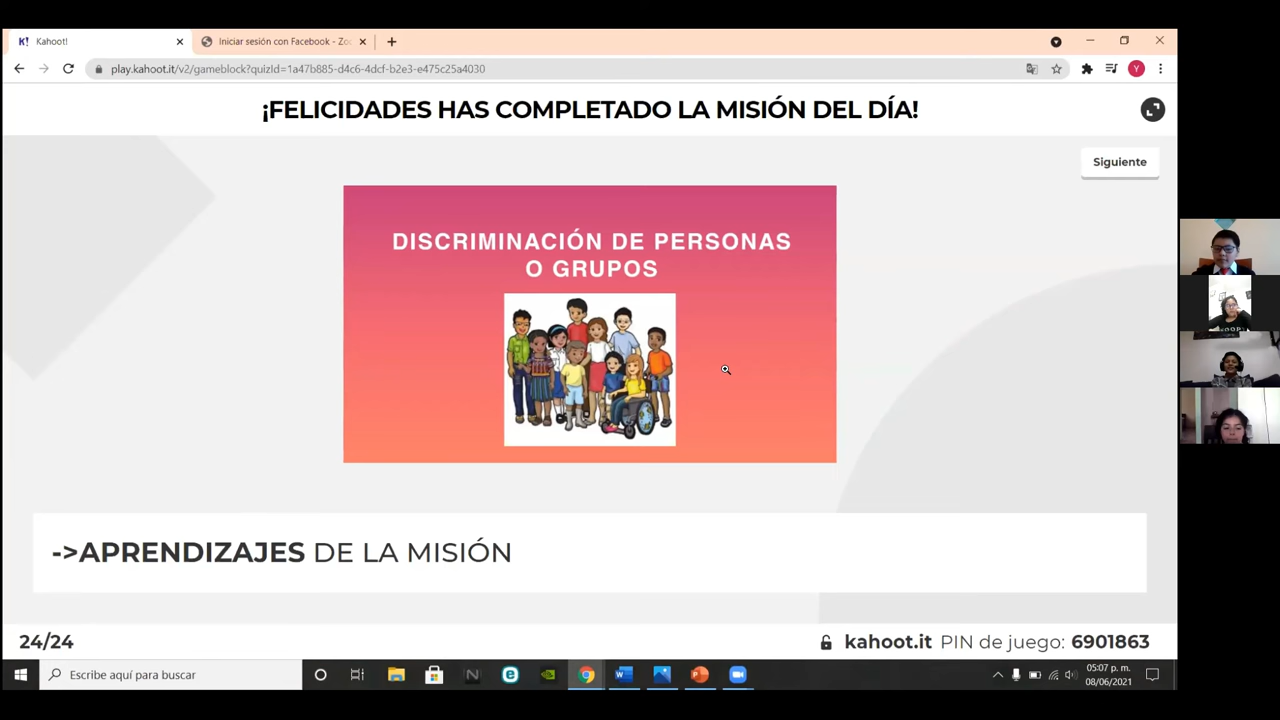 K! Kahoot!
Iniciar sesión con Facebook - Zoo
play.kahoot.it/v2/gameblock?quizId=1a47b885-d4c6-4dcf-b2e3-e475c25a4030
Y
¡FELICIDADES HAS COMPLETADO LA MISIÓN DEL DÍA!
Siguiente
DISCRIMINACIÓN DE PERSONAS
O GRUPOS
->APRENDIZAJES DE LA MISIÓN
24/24
kahoot.it PIN de juego: 6901863
Escribe aquí para buscar
05:07 p. m.
08/06/2021